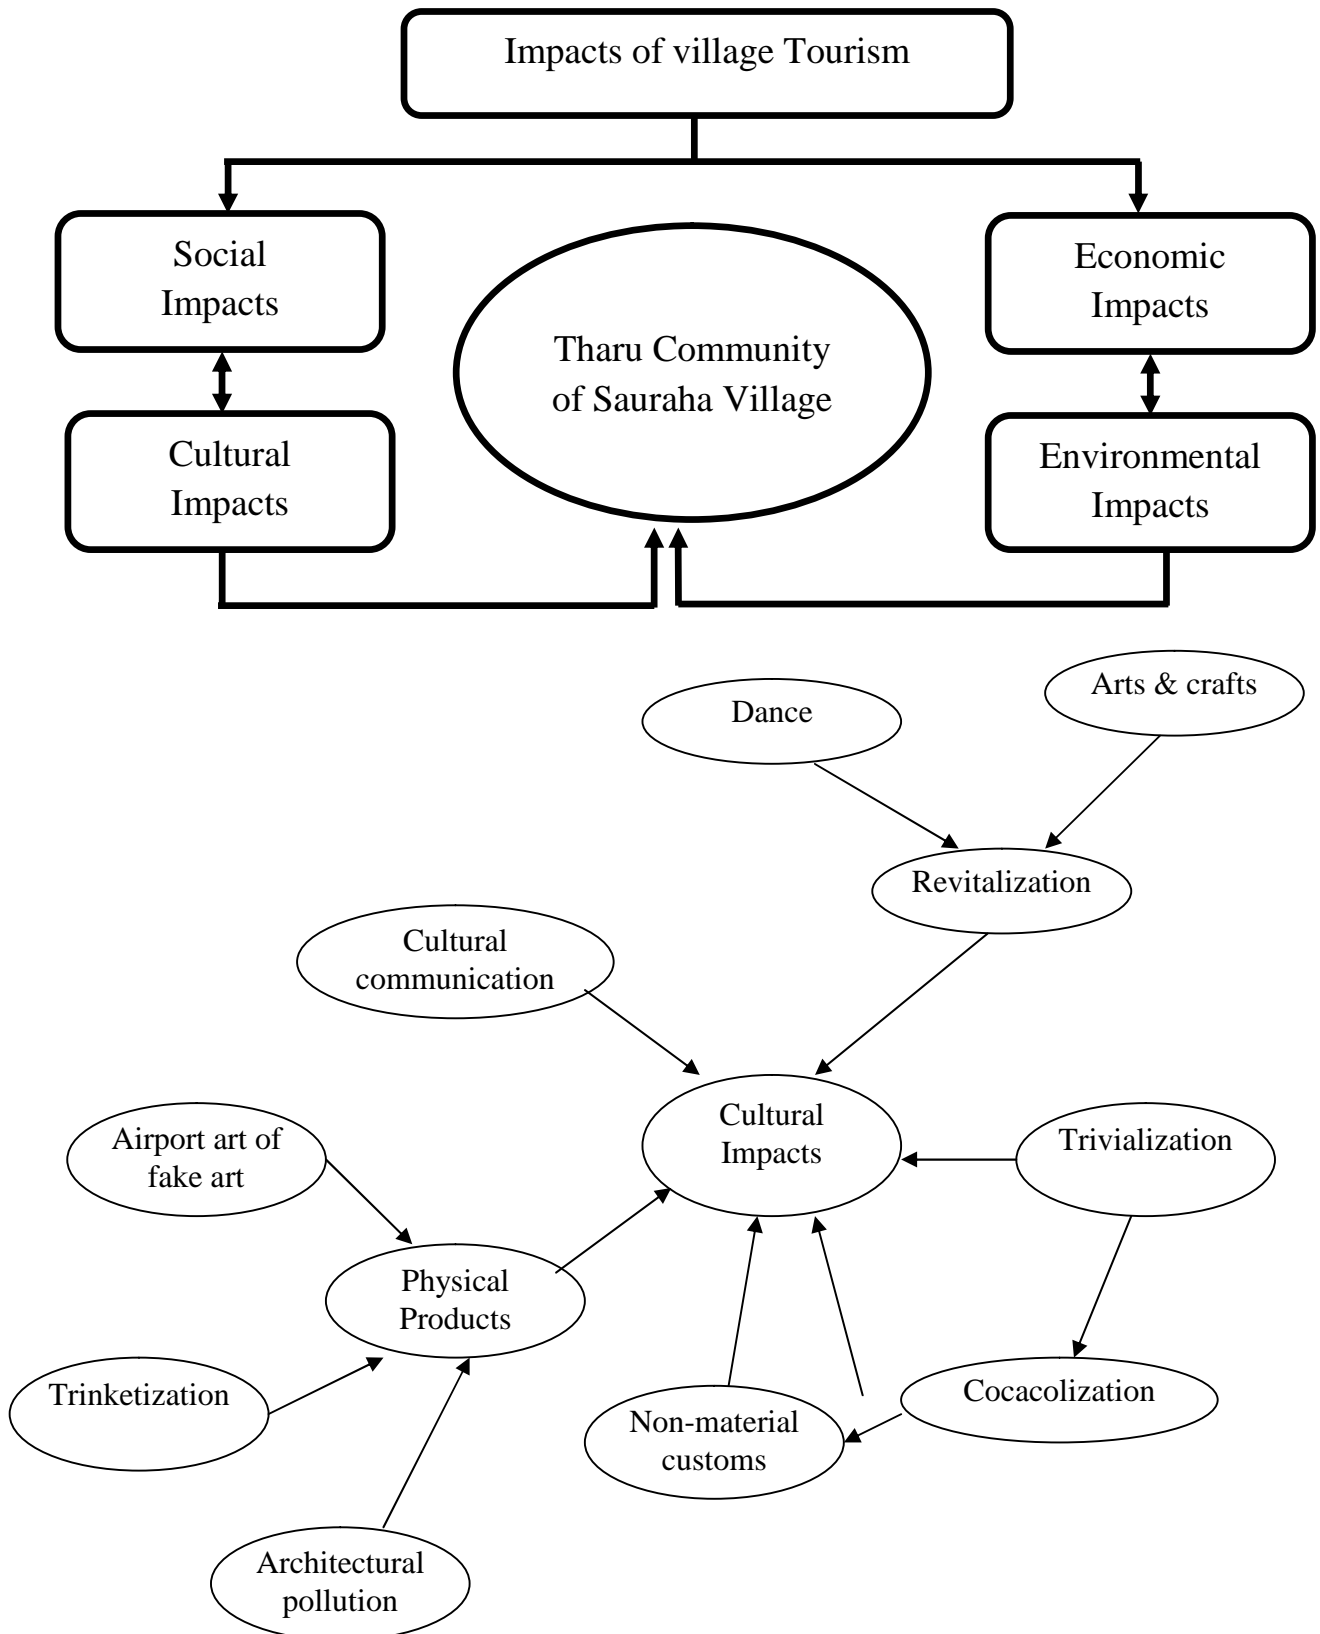 Impacts of village Tourism
Social
Impacts
Economic
Impacts
Tharu Community
of Sauraha Village
Cultural
Impacts
Environmental
Impacts
Arts & crafts
Dance
Revitalization
Cultural
communication
Cultural
Impacts
Airport art of
fake art
Trivialization
Physical
Products
Trinketization
Non-material
customs
Cocacolization
Architectural
pollution